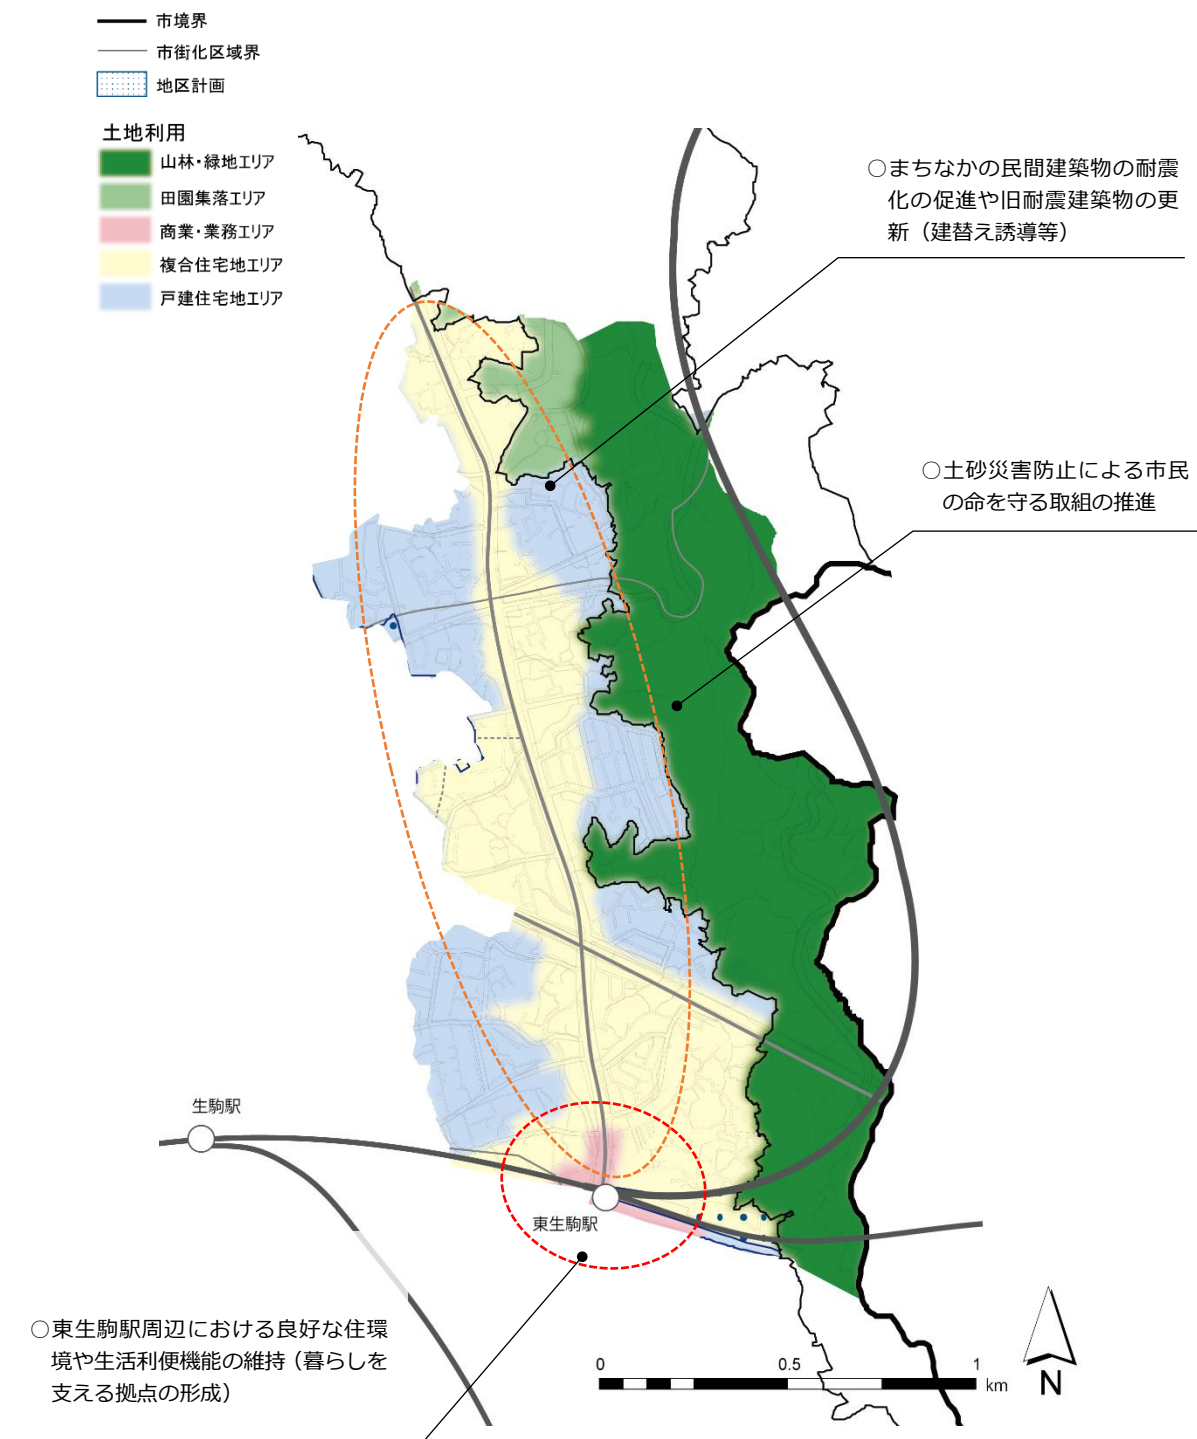 市境界
市街化区域界
地区計画
土地利用
山林・緑地エリア
田園集落エリア
商業・業務エリア
複合住宅地エリア
戸建住宅地エリア
○まちなかの民間建築物の耐震
化の促進や旧耐震建築物の更
新（建替え誘導等）
○土砂災害防止による市民
の命を守る取組の推進
生駒駅
東生駒駅
○東生駒駅周辺における良好な住環
境や生活利便機能の維持（暮らしを
支える拠点の形成）
0 0.5 1
km
N